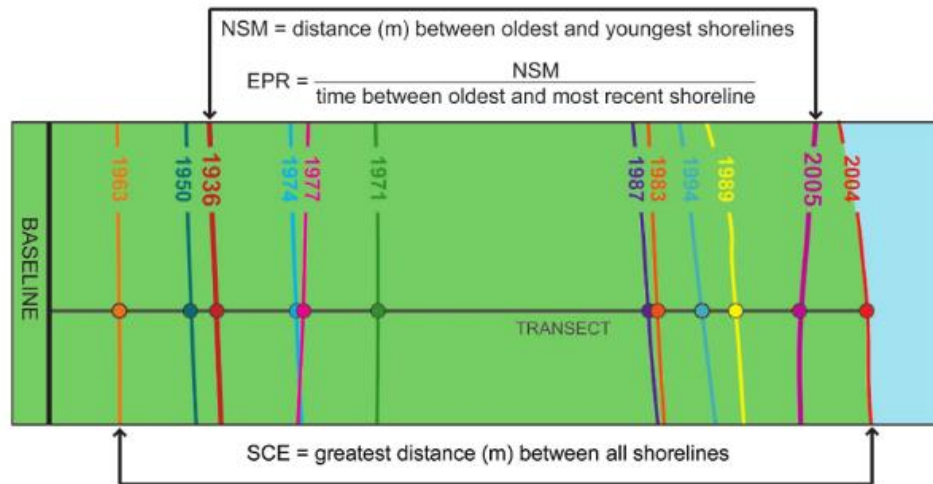 NSM = distance (m) between oldest and youngest shorelines
EPR = NSM
time between oldest and most recent shoreline
BASELINE
1963
1950
1936
1974
1977
1971
1987
1983
1994
1989
2005
2004
TRANSECT
SCE = greatest distance (m) between all shorelines